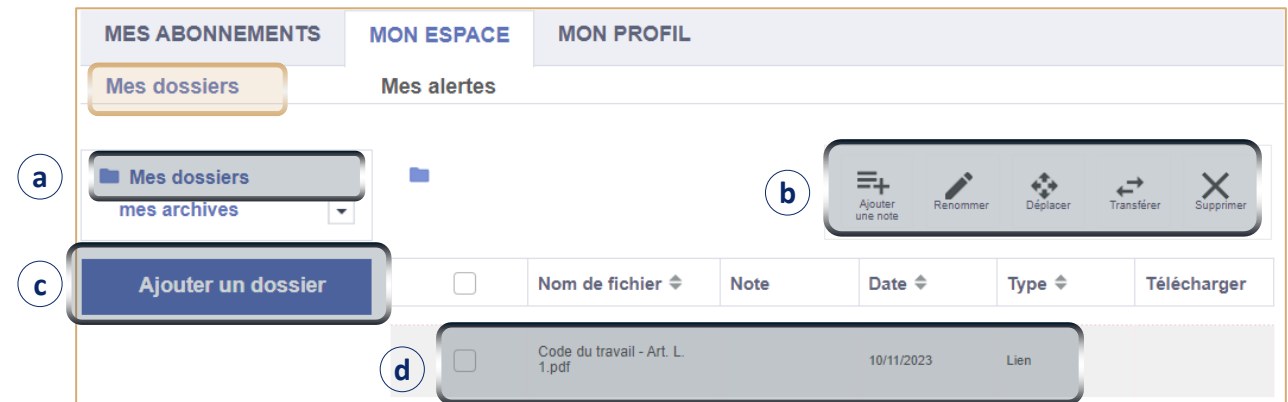 MES ABONNEMENTS MON ESPACE MON PROFIL
Mes dossiers Mes alertes
a Mes dossiers
mes archives
b Ajouter une note Renommer Déplacer Transférer Supprimer
c Ajouter un dossier
Nom de fichier Note Date Type Télécharger
d Code du travail - Art. L. 1.pdf 10/11/2023 Lien